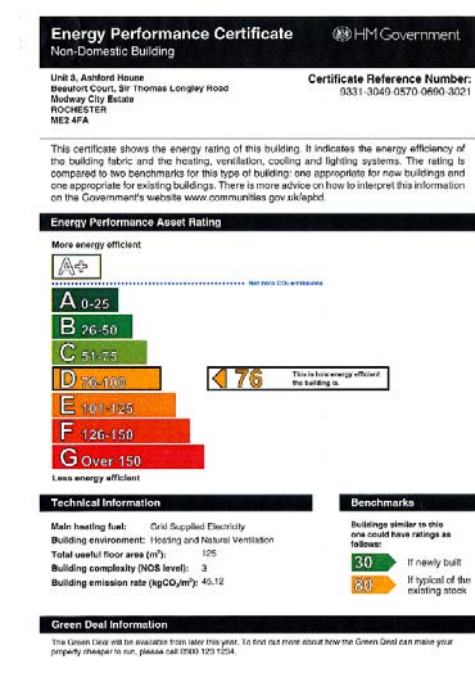 Energy Performance Certificate
HM Government
Non-Domestic Building
Unit 3, Ashford House
Beaufort Court, Sir Thomas Longley Road
Medway City Estate
ROCHESTER
ME2 4FA
Certificate Reference Number:
9331-3049-0570-0690-3021
This certificate shows the energy rating of this building. It indicates the energy efficiency of
the building fabric and the heating, ventilation, cooling and lighting systems. The rating is
compared to two benchmarks for this type of building: one appropriate for new buildings and
one appropriate for existing buildings. There is more advice on how to interpret this information
on the Government's website www.communities.gov.uk/epbd.
Energy Performance Asset Rating
More energy efficient
A+
Net zero CO₂ emissions
A 0-25
B 26-50
C 51-75
D 76-100
76
This is how energy efficient
the building is.
E 101-125
F 126-150
G Over 150
Less energy efficient
Technical Information
Main heating fuel: Grid Supplied Electricity
Building environment: Heating and Natural Ventilation
Total useful floor area (m²): 125
Building complexity (NOS level): 3
Building emission rate (kgCO₂/m²): 45.12
Benchmarks
Buildings similar to this
one could have ratings as
follows:
30 If newly built
80 If typical of the
existing stock
Green Deal Information
The Green Deal will be available from later this year. To find out more about how the Green Deal can make your
property cheaper to run, please call 0300 123 1234.